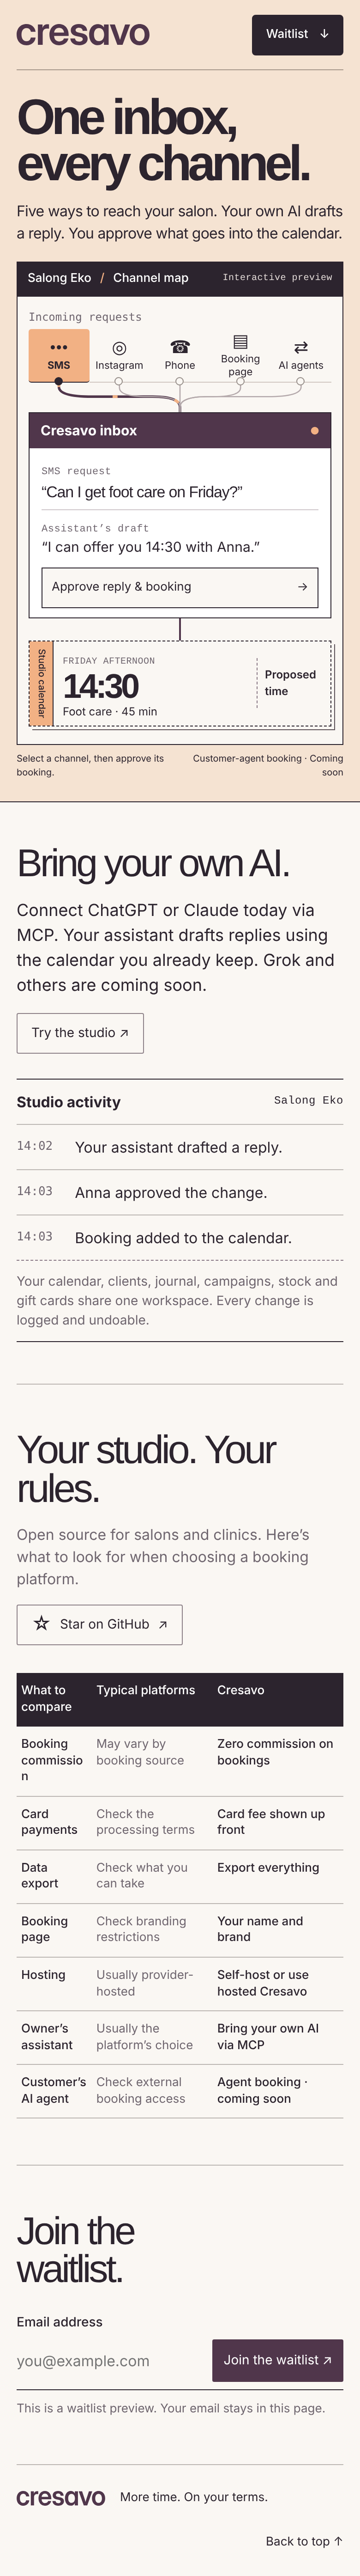 cresavo
Waitlist ↓
One inbox,
every channel.
Five ways to reach your salon. Your own AI drafts
a reply. You approve what goes into the calendar.
Salong Eko / Channel map
Interactive preview
Incoming requests
SMS
Instagram
Phone
Booking
page
AI agents
Cresavo inbox
SMS request
“Can I get foot care on Friday?”
Assistant’s draft
“I can offer you 14:30 with Anna.”
Approve reply & booking →
Studio calendar
FRIDAY AFTERNOON
14:30
Foot care · 45 min
Proposed
time
Select a channel, then approve its
booking.
Customer-agent booking · Coming
soon
Bring your own AI.
Connect ChatGPT or Claude today via
MCP. Your assistant drafts replies using
the calendar you already keep. Grok and
others are coming soon.
Try the studio ↗
Studio activity
Salong Eko
14:02 Your assistant drafted a reply.
14:03 Anna approved the change.
14:03 Booking added to the calendar.
Your calendar, clients, journal, campaigns, stock and
gift cards share one workspace. Every change is
logged and undoable.
Your studio. Your
rules.
Open source for salons and clinics. Here’s
what to look for when choosing a booking
platform.
☆ Star on GitHub ↗
What to
compare
Typical platforms
Cresavo
Booking
commissio
n
May vary by
booking source
Zero commission on
bookings
Card
payments
Check the
processing terms
Card fee shown up
front
Data
export
Check what you
can take
Export everything
Booking
page
Check branding
restrictions
Your name and
brand
Hosting
Usually provider-
hosted
Self-host or use
hosted Cresavo
Owner’s
assistant
Usually the
platform’s choice
Bring your own AI
via MCP
Customer’s
AI agent
Check external
booking access
Agent booking ·
coming soon
Join the
waitlist.
Email address
you@example.com
Join the waitlist ↗
This is a waitlist preview. Your email stays in this page.
cresavo
More time. On your terms.
Back to top ↑